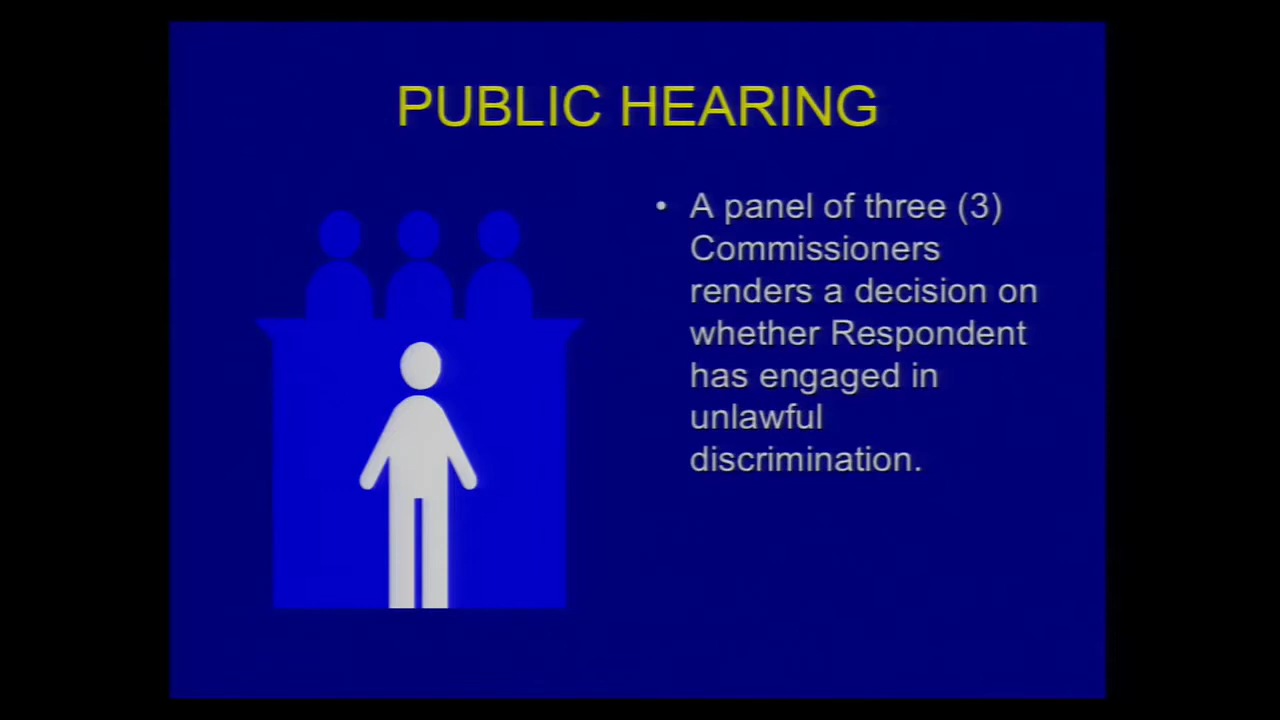 PUBLIC HEARING
• A panel of three (3)
Commissioners
renders a decision on
whether Respondent
has engaged in
unlawful
discrimination.